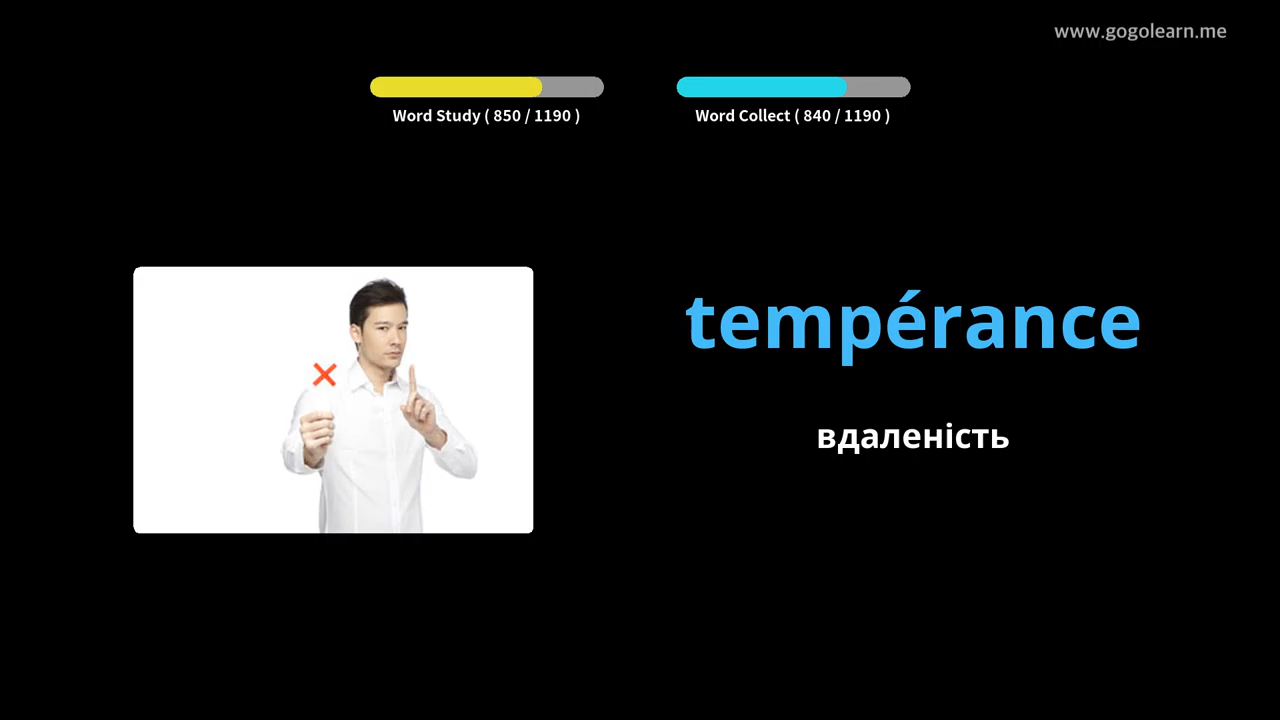 www.gogolearn.me
Word Study ( 850 / 1190 )
Word Collect ( 840 / 1190 )
tempérance
вдаленість